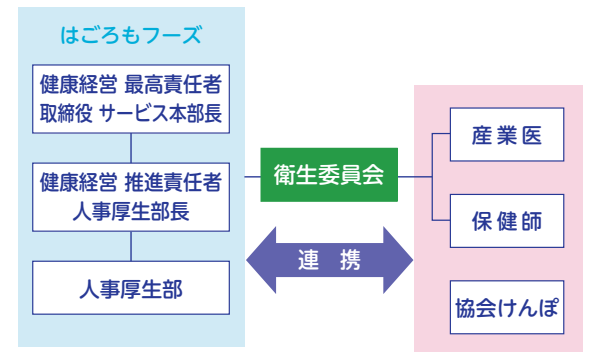 はごろもフーズ
健康経営 最高責任者
取締役 サービス本部長
健康経営 推進責任者
人事厚生部長
人事厚生部
衛生委員会
連 携
産業医
保健師
協会けんぽ